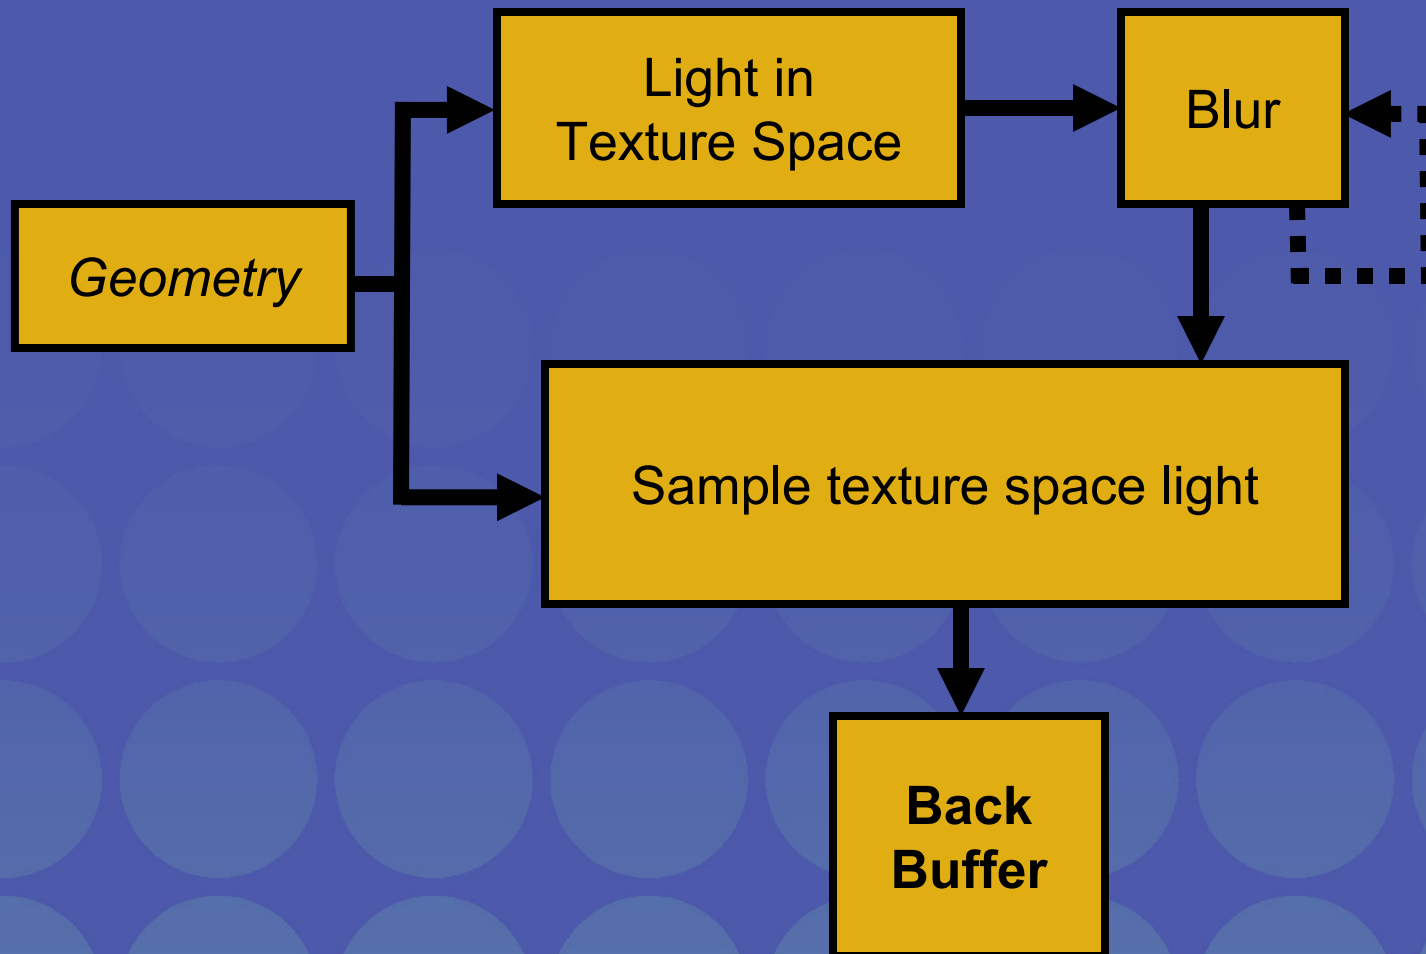 Light in
Texture Space
Blur
Geometry
Sample texture space light
Back
Buffer